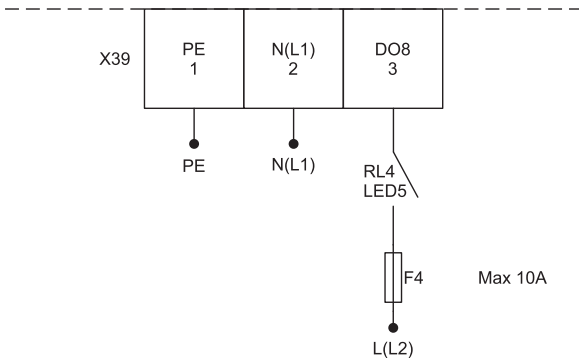 X39
PE
1
N(L1)
2
DO8
3
PE
N(L1)
RL4
LED5
F4
Max 10A
L(L2)